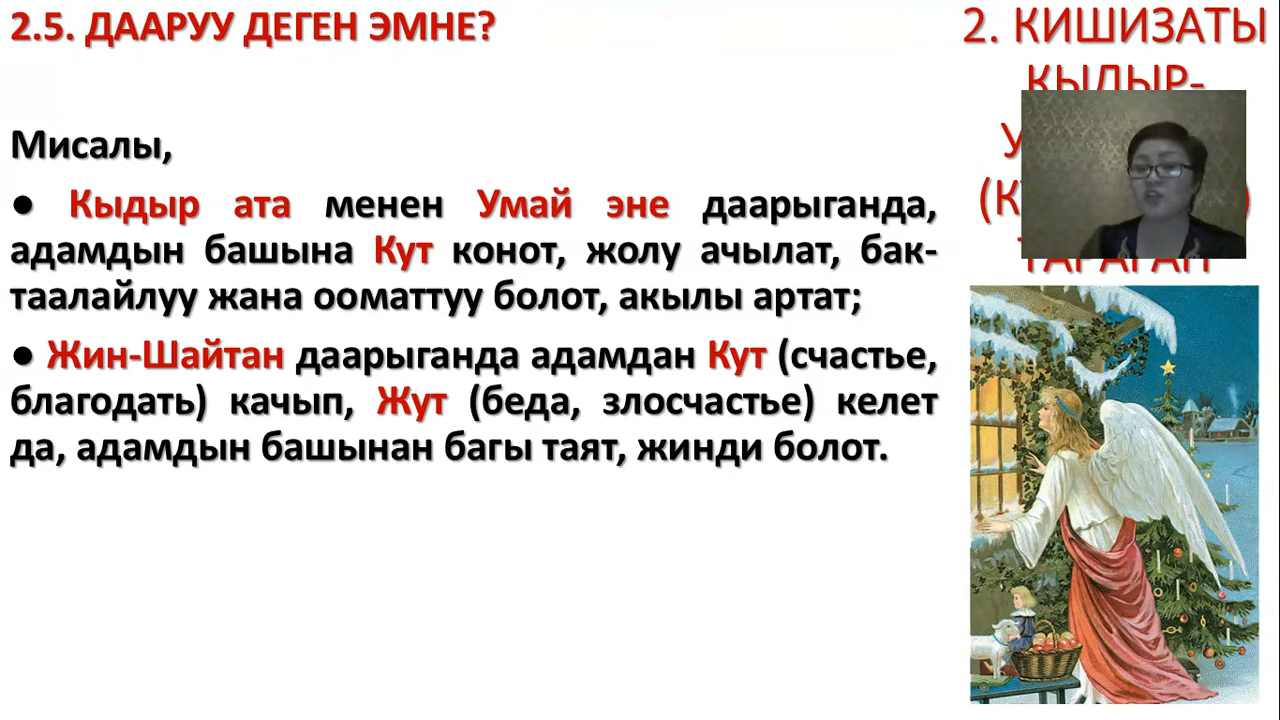 2.5. ДААРУУ ДЕГЕН ЭМНЕ?
2. КИШИЗАТЫ
КЫДЫР-
Мисалы,
● Кыдыр ата менен Умай эне даарыганда,
адамдын башына Кут конот, жолу ачылат, бак-
таалайлуу жана ооматтуу болот, акылы артат;
● Жин-Шайтан даарыганда адамдан Кут (счастье,
благодать) качып, Жут (беда, злосчастье) келет
да, адамдын башынан багы таят, жинди болот.